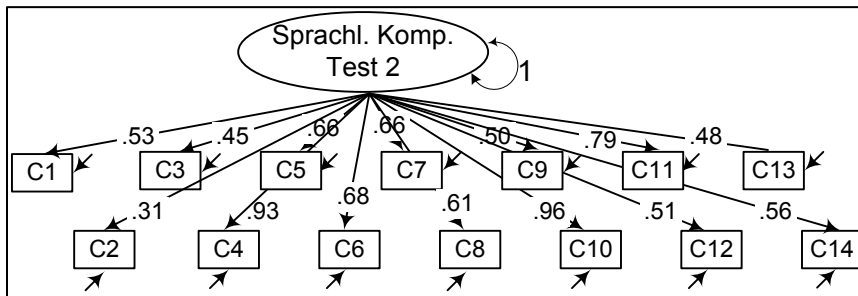 Sprachl. Komp.
Test 2
1
.53 .45 .66 .66 .50 .79 .48
C1 C3 C5 C7 C9 C11 C13
.31 .93 .68 .61 .96 .51 .56
C2 C4 C6 C8 C10 C12 C14